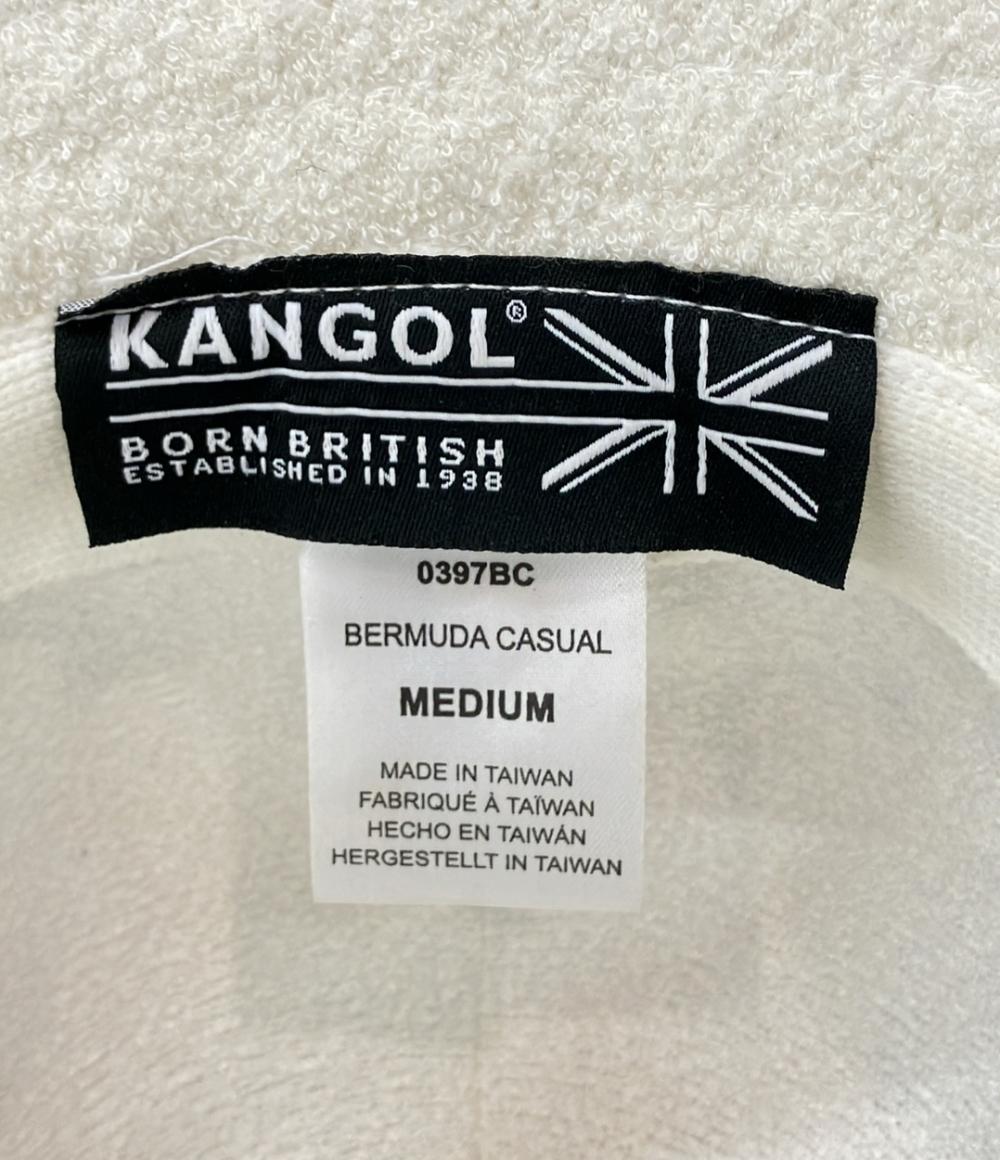 KANGOL®
BORN BRITISH
ESTABLISHED IN 1938
0397BC
BERMUDA CASUAL
MEDIUM
MADE IN TAIWAN
FABRIQUÉ À TAÏWAN
HECHO EN TAIWÁN
HERGESTELLT IN TAIWAN